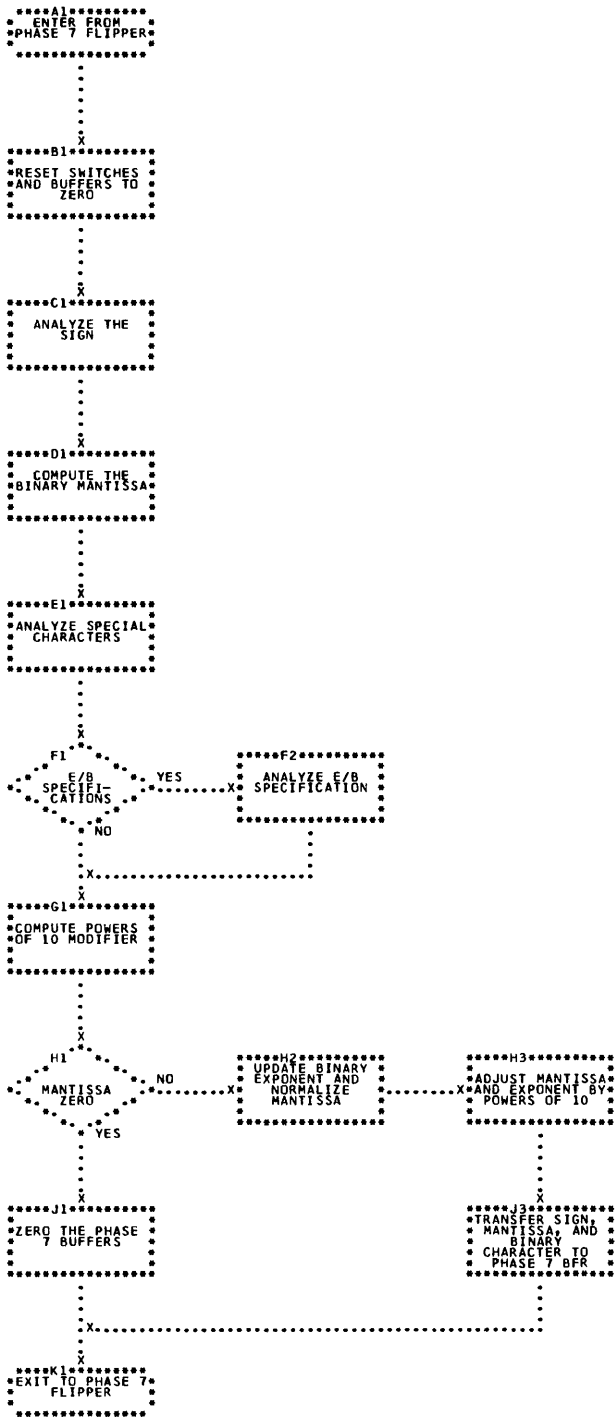 A1
ENTER FROM
PHASE 7 FLIPPER
B1
RESET SWITCHES
AND BUFFERS TO
ZERO
C1
ANALYZE THE
SIGN
D1
COMPUTE THE
BINARY MANTISSA
E1
ANALYZE SPECIAL
CHARACTERS
F1
E/B
SPECIFI-
CATIONS
YES
NO
F2
ANALYZE E/B
SPECIFICATION
G1
COMPUTE POWERS
OF 10 MODIFIER
H1
MANTISSA
ZERO
NO
YES
H2
UPDATE BINARY
EXPONENT AND
NORMALIZE
MANTISSA
H3
ADJUST MANTISSA
AND EXPONENT BY
POWERS OF 10
J1
ZERO THE PHASE
7 BUFFERS
J3
TRANSFER SIGN,
MANTISSA, AND
BINARY
CHARACTER TO
PHASE 7 BFR
K1
EXIT TO PHASE 7
FLIPPER